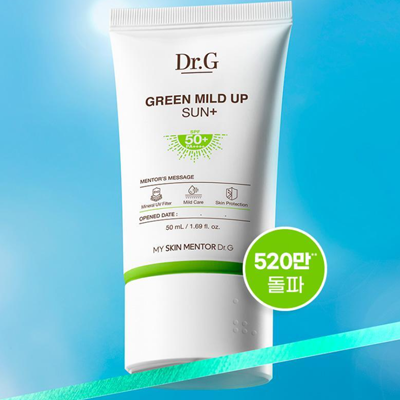 Dr.G
GREEN MILD UP
SUN+
SPF
50+
PA++++
MENTOR'S MESSAGE
Mineral UV Filter
Mild Care
Skin Protection
OPENED DATE : . .
50 mL / 1.69 fl. oz.
MY SKIN MENTOR Dr.G
520만**
돌파